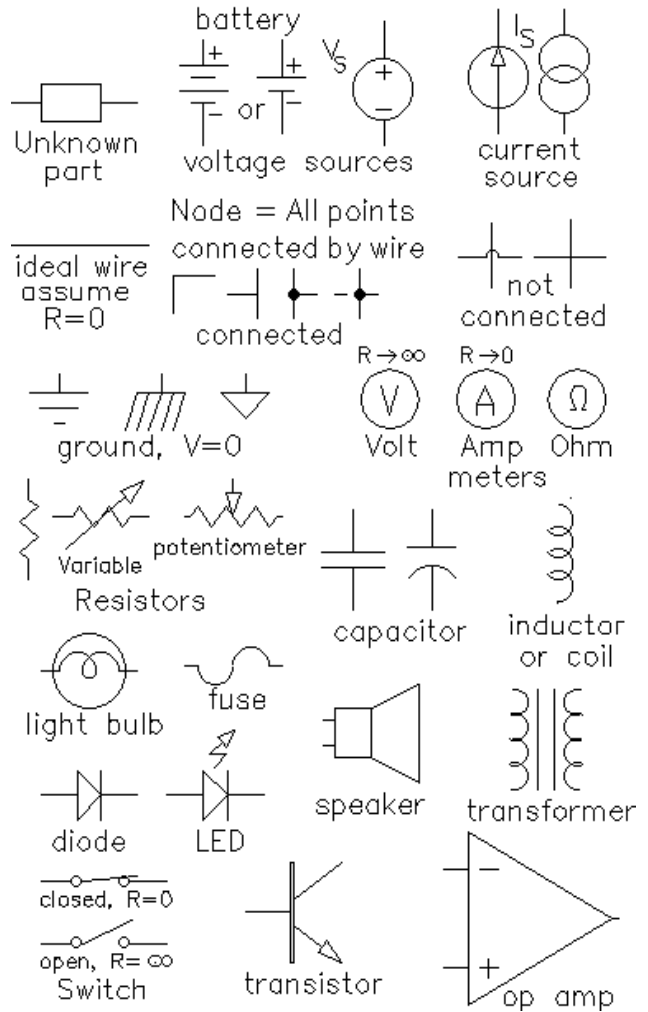 battery
+ + V_S +
- or - -
Unknown
part
voltage sources
I_S
current
source
Node = All points
connected by wire
ideal wire
assume
R=0
connected
not
connected
R→∞ R→0
V A Ω
Volt Amp Ohm
meters
ground, V=0
Variable
potentiometer
Resistors
capacitor
inductor
or coil
light bulb
fuse
speaker
transformer
diode
LED
closed, R=0
open, R=∞
Switch
transistor
-
+
op amp